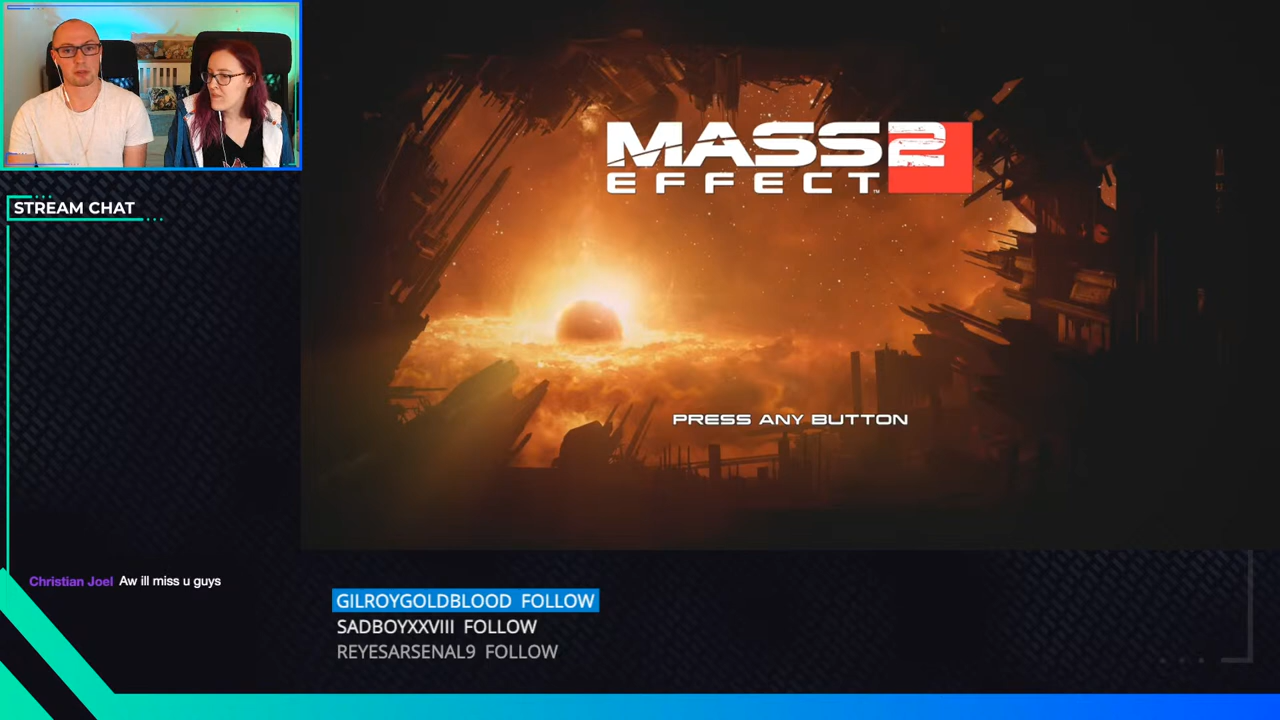 MASS 2
EFFECT™
PRESS ANY BUTTON
STREAM CHAT
Christian Joel Aw ill miss u guys
GILROYGOLDBLOOD FOLLOW
SADBOYXXVIII FOLLOW
REYESARSENAL9 FOLLOW